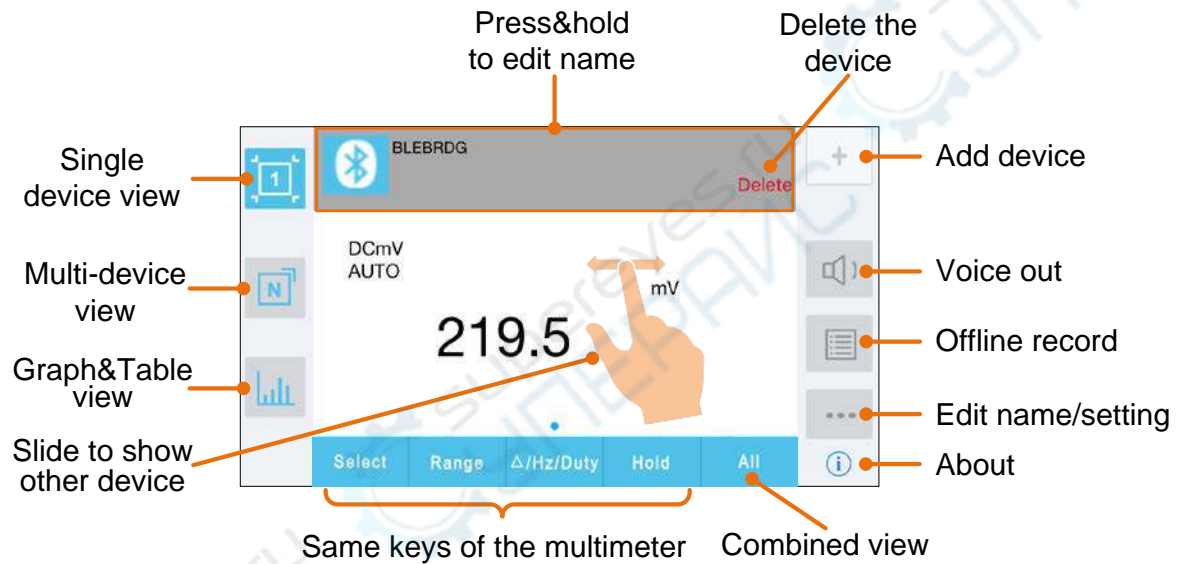 Press&hold
to edit name
Delete the
device
Single
device view
1
BLEBRDG
Delete
+
Add device
DCmV
AUTO
mV
219.5
Multi-device
view
N
Voice out
Offline record
Graph&Table
view
Edit name/setting
Slide to show
other device
Select Range Δ/Hz/Duty Hold All
i
About
Same keys of the multimeter
Combined view